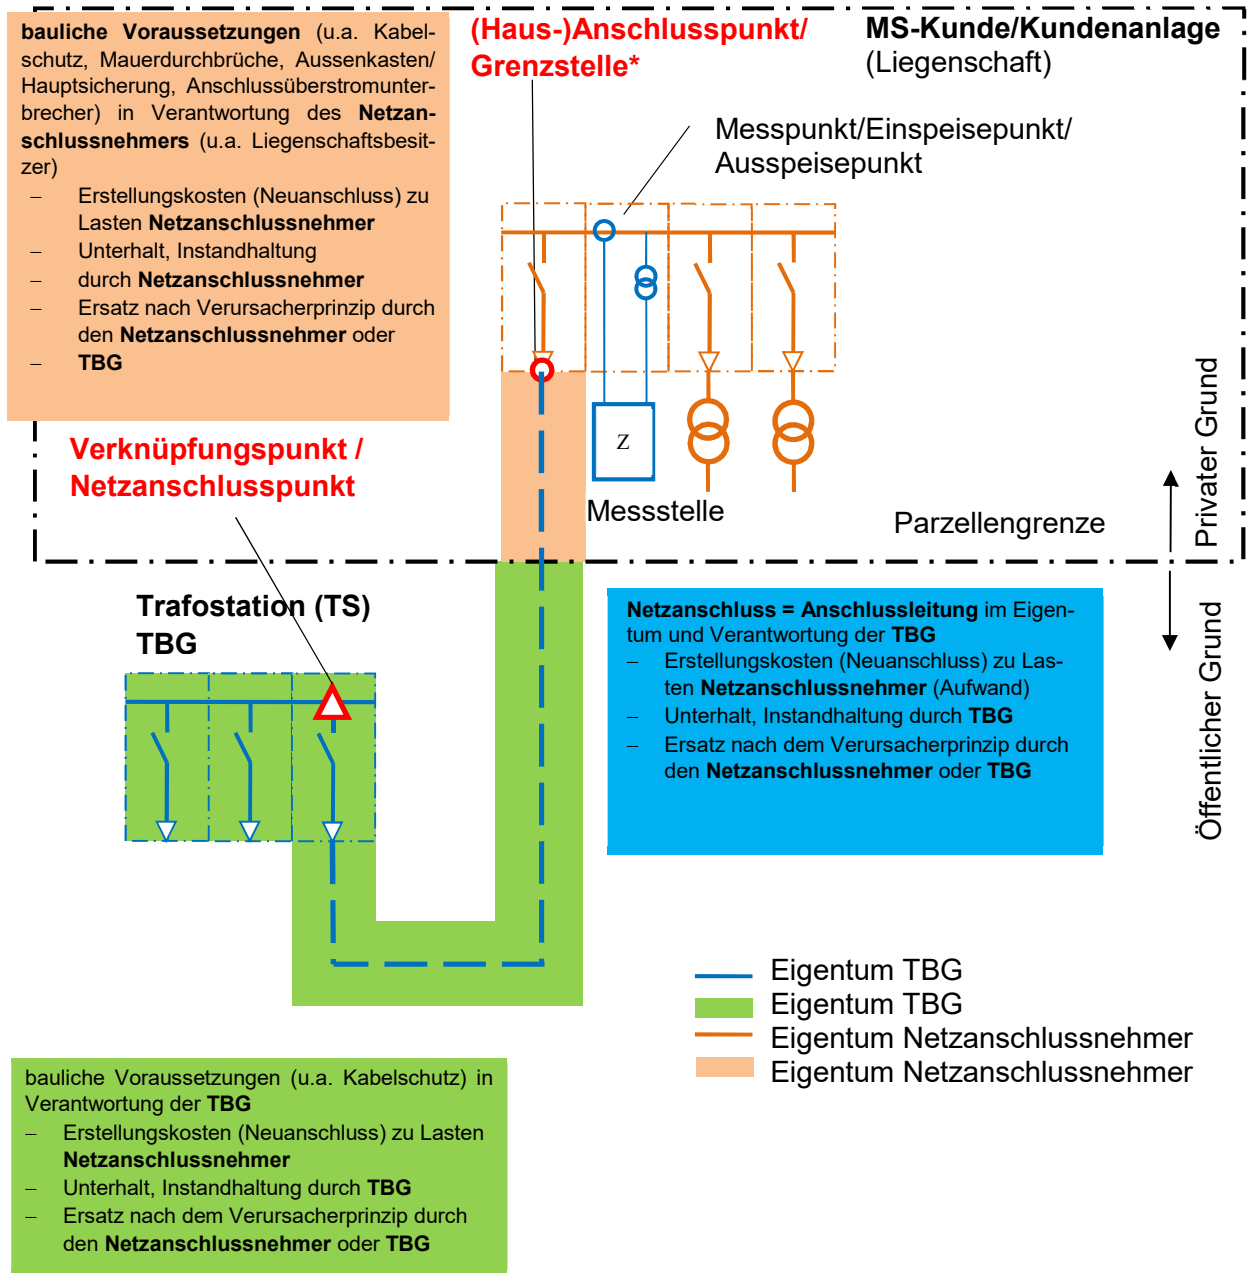 bauliche Voraussetzungen (u.a. Kabel-
schutz, Mauerdurchbrüche, Aussenkasten/
Hauptsicherung, Anschlussüberstromunter-
brecher) in Verantwortung des Netzan-
schlussnehmers (u.a. Liegenschaftsbesit-
zer)
– Erstellungskosten (Neuanschluss) zu
Lasten Netzanschlussnehmer
– Unterhalt, Instandhaltung
– durch Netzanschlussnehmer
– Ersatz nach Verursacherprinzip durch
den Netzanschlussnehmer oder
– TBG
(Haus-)Anschlusspunkt/
Grenzstelle*
MS-Kunde/Kundenanlage
(Liegenschaft)
Messpunkt/Einspeisepunkt/
Ausspeisepunkt
Z
Messstelle
Parzellengrenze
Privater Grund
Öffentlicher Grund
Verknüpfungspunkt /
Netzanschlusspunkt
Trafostation (TS)
TBG
Netzanschluss = Anschlussleitung im Eigen-
tum und Verantwortung der TBG
– Erstellungskosten (Neuanschluss) zu Las-
ten Netzanschlussnehmer (Aufwand)
– Unterhalt, Instandhaltung durch TBG
– Ersatz nach dem Verursacherprinzip durch
den Netzanschlussnehmer oder TBG
Eigentum TBG
Eigentum TBG
Eigentum Netzanschlussnehmer
Eigentum Netzanschlussnehmer
bauliche Voraussetzungen (u.a. Kabelschutz) in
Verantwortung der TBG
– Erstellungskosten (Neuanschluss) zu Lasten
Netzanschlussnehmer
– Unterhalt, Instandhaltung durch TBG
– Ersatz nach dem Verursacherprinzip durch
den Netzanschlussnehmer oder TBG